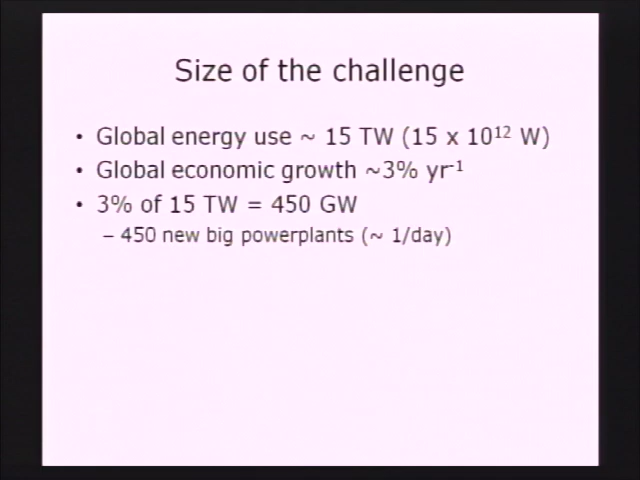 Size of the challenge
• Global energy use ~ 15 TW (15 x 10¹² W)
• Global economic growth ~3% yr⁻¹
• 3% of 15 TW = 450 GW
– 450 new big powerplants (~ 1/day)